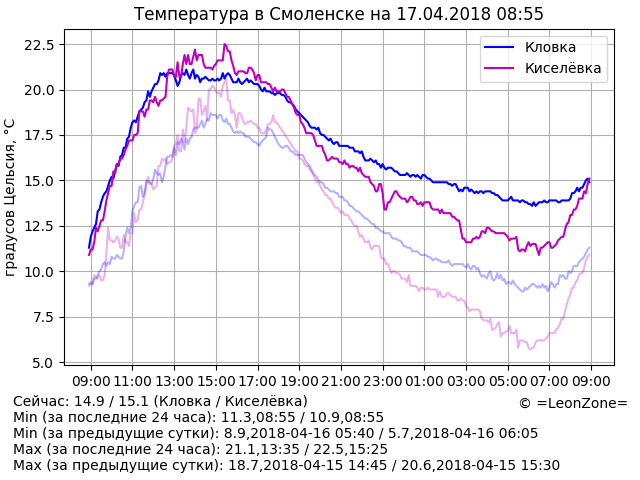 Температура в Смоленске на 17.04.2018 08:55
градусов Цельсия, °C
22.5
20.0
17.5
15.0
12.5
10.0
7.5
5.0
Кловка
Киселёвка
09:00 11:00 13:00 15:00 17:00 19:00 21:00 23:00 01:00 03:00 05:00 07:00 09:00
Сейчас: 14.9 / 15.1 (Кловка / Киселёвка)
© =LeonZone=
Min (за последние 24 часа): 11.3,08:55 / 10.9,08:55
Min (за предыдущие сутки): 8.9,2018-04-16 05:40 / 5.7,2018-04-16 06:05
Max (за последние 24 часа): 21.1,13:35 / 22.5,15:25
Max (за предыдущие сутки): 18.7,2018-04-15 14:45 / 20.6,2018-04-15 15:30